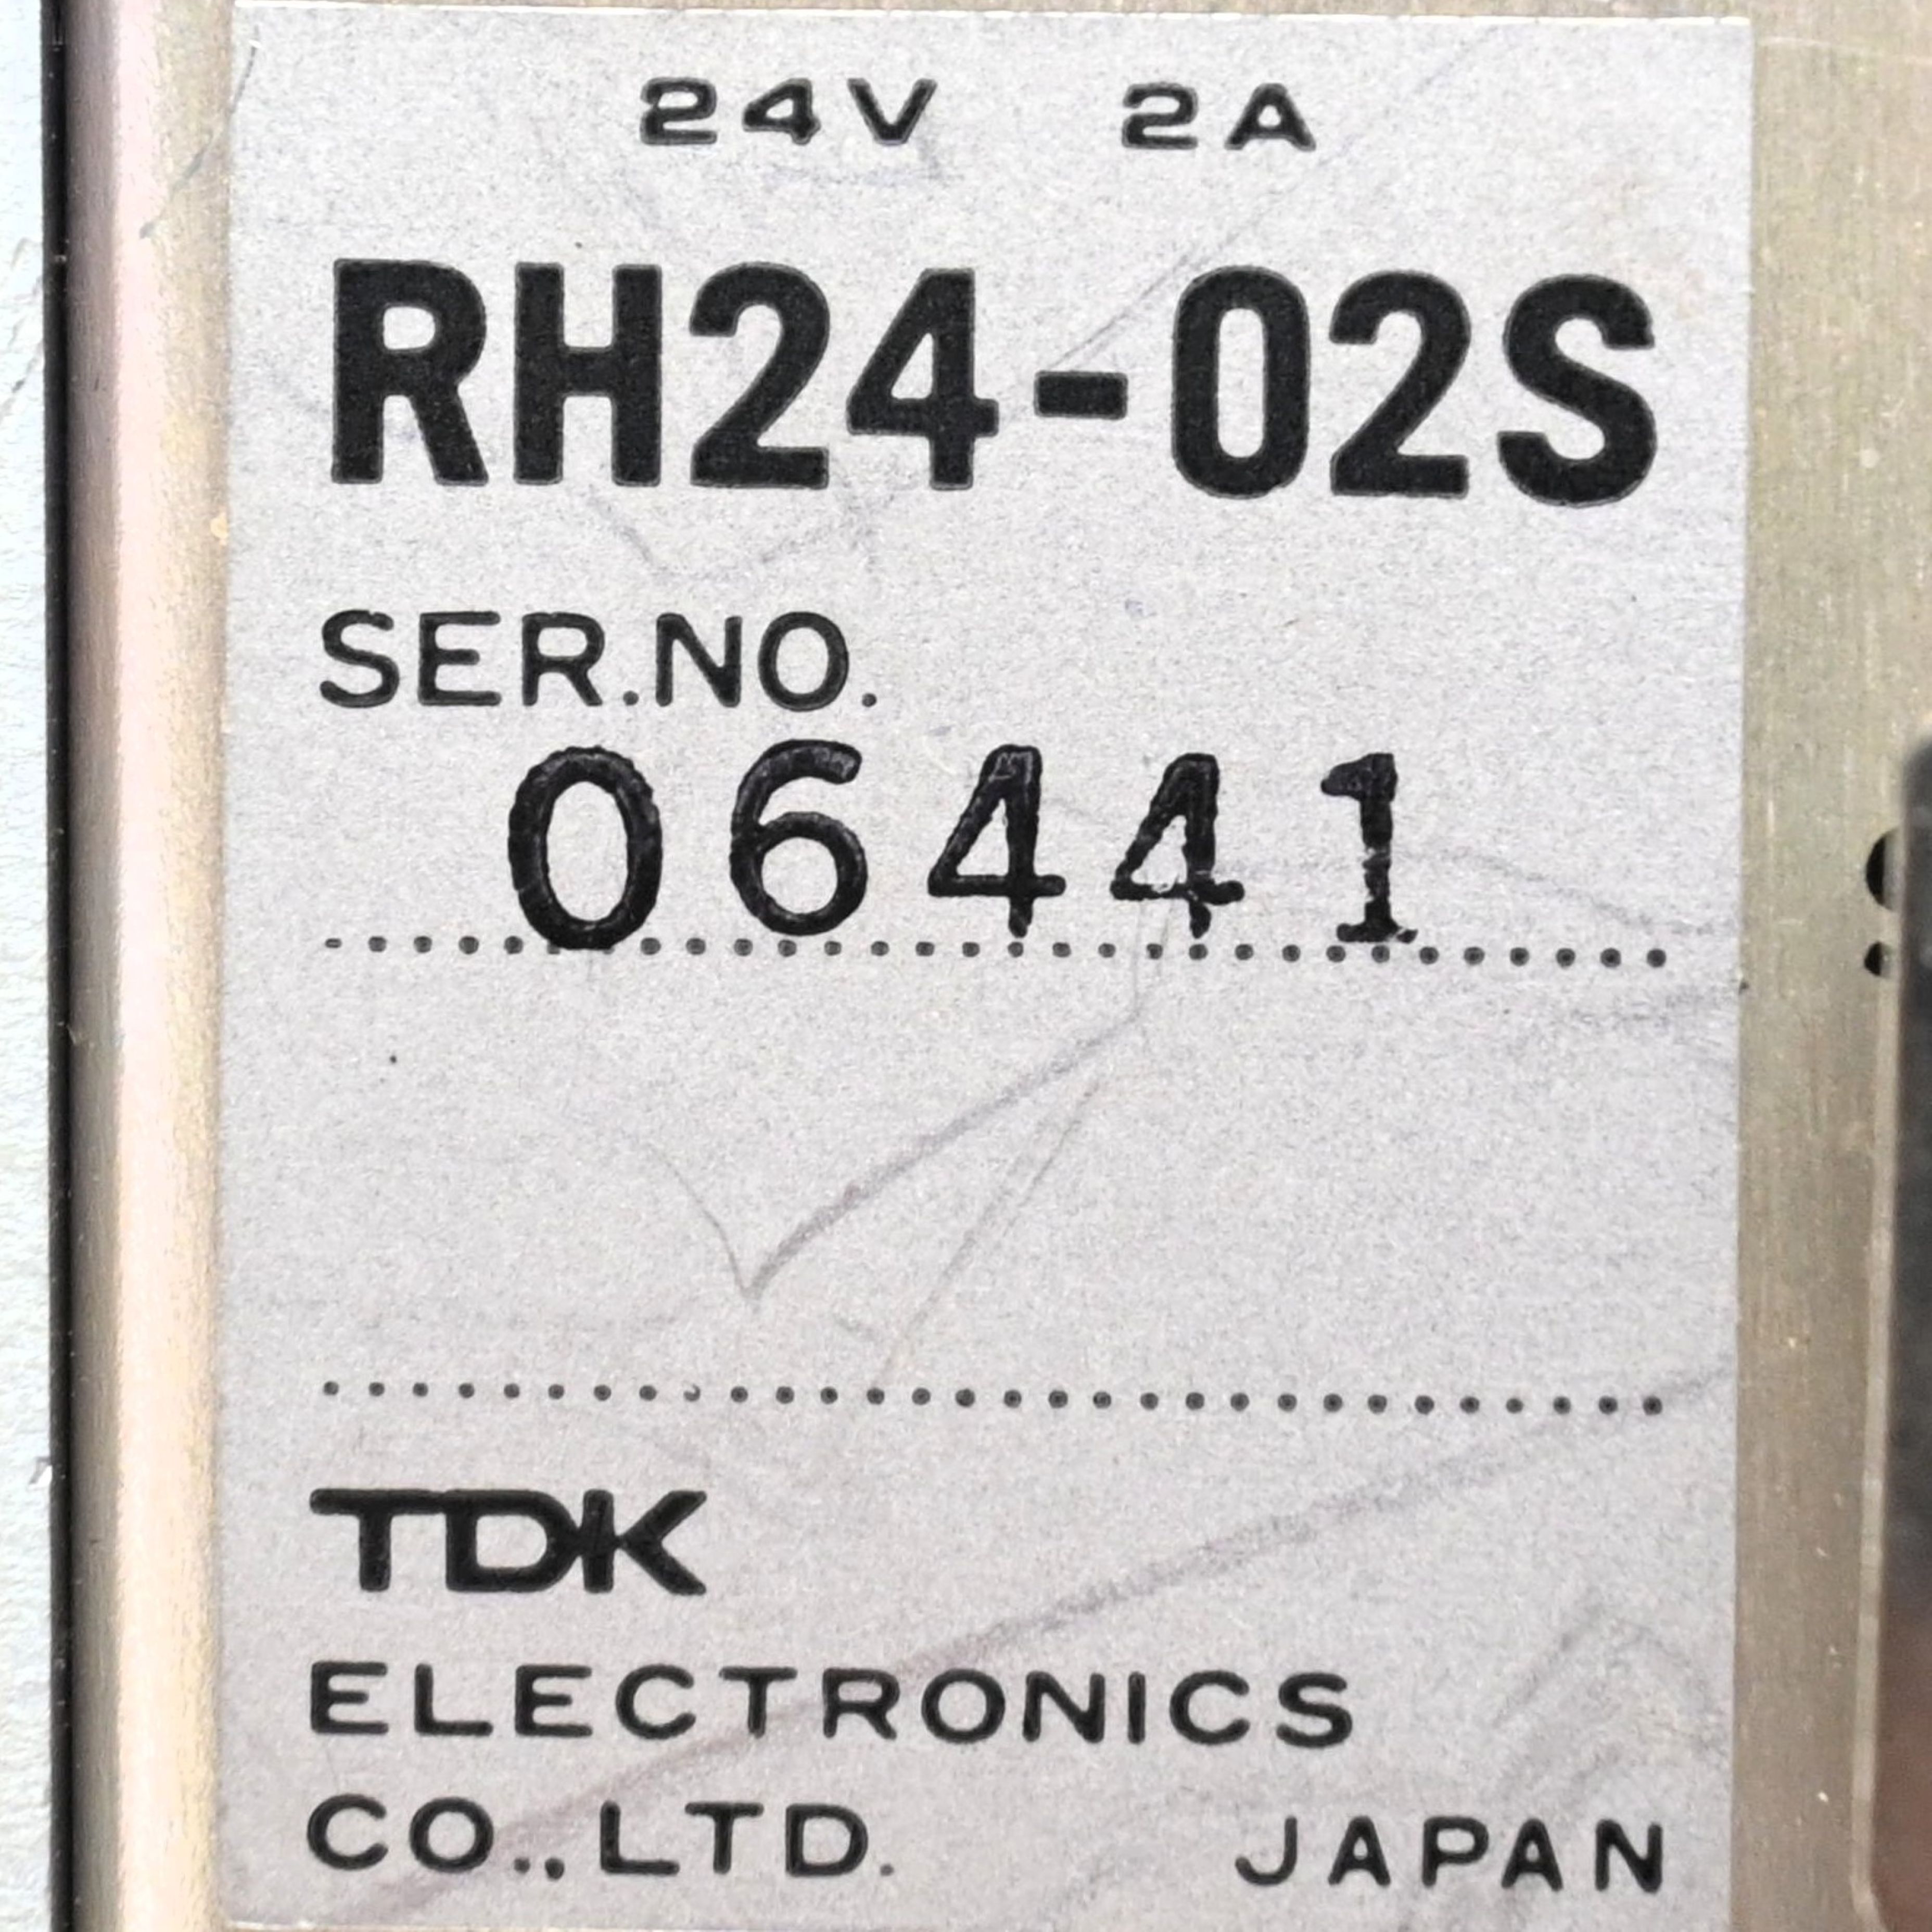 24V 2A
RH24-02S
SER.NO.
06441
TDK
ELECTRONICS
CO., LTD. JAPAN